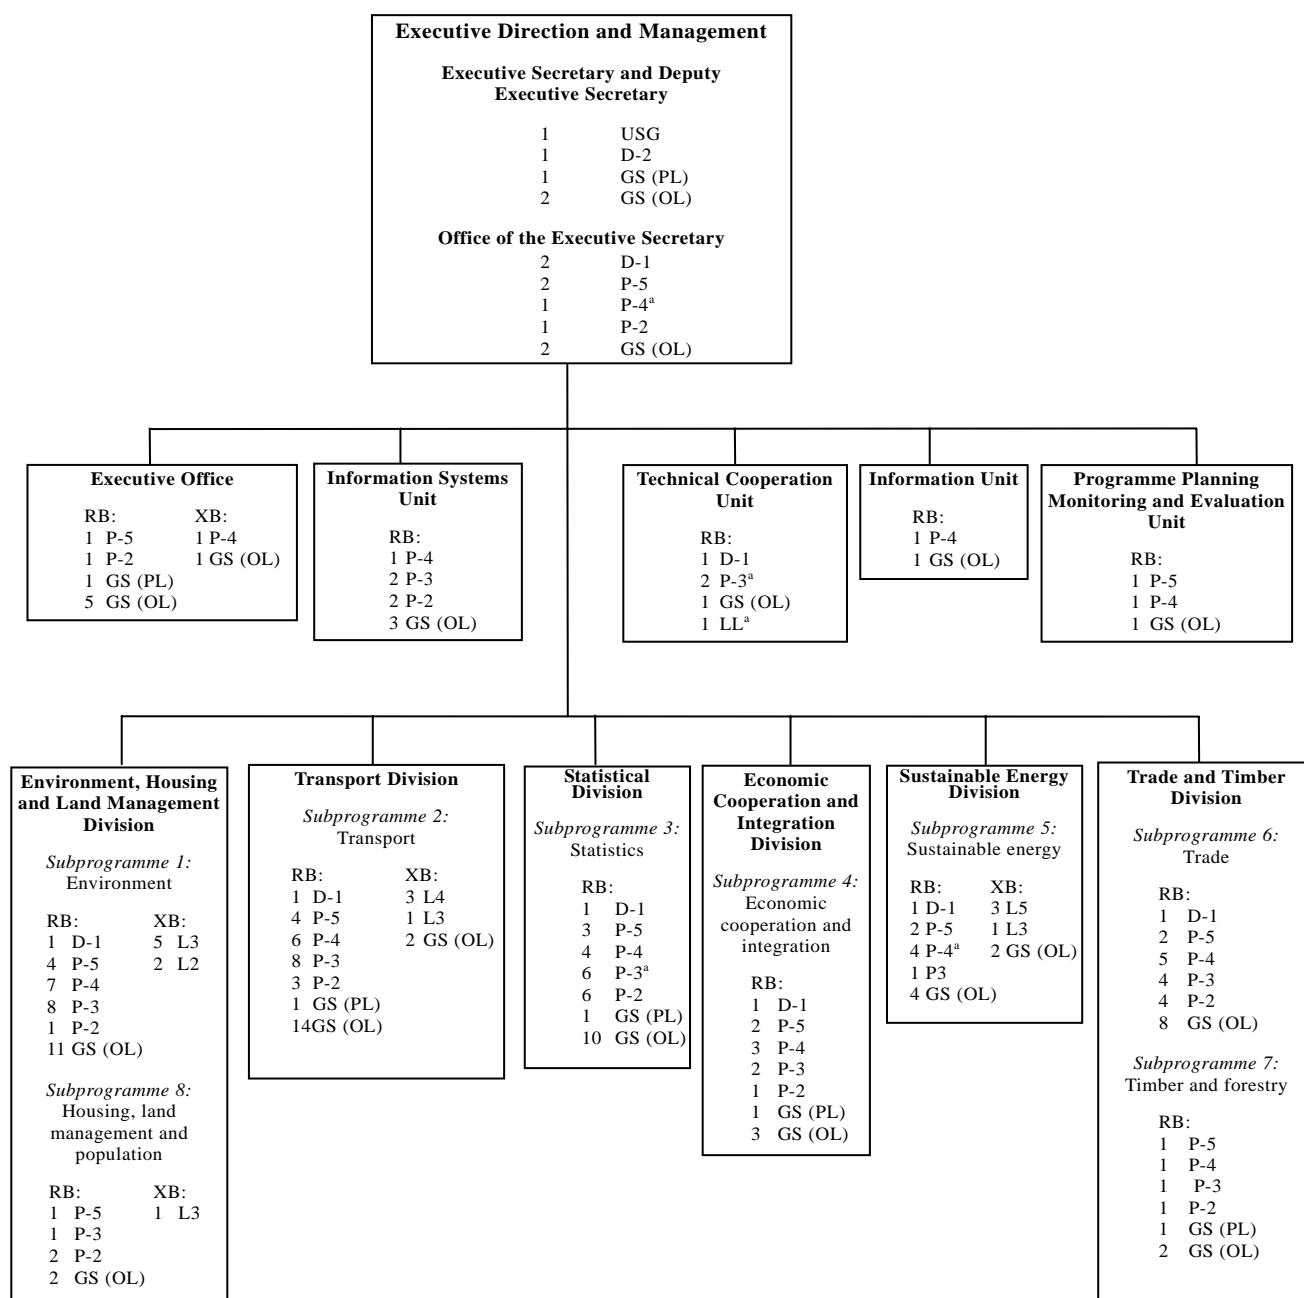 Executive Direction and Management
Executive Secretary and Deputy
Executive Secretary
1 USG
1 D-2
1 GS (PL)
2 GS (OL)
Office of the Executive Secretary
2 D-1
2 P-5
1 P-4ᵃ
1 P-2
2 GS (OL)
Executive Office
RB: XB:
1 P-5 1 P-4
1 P-2 1 GS (OL)
1 GS (PL)
5 GS (OL)
Information Systems
Unit
RB:
1 P-4
2 P-3
2 P-2
3 GS (OL)
Technical Cooperation
Unit
RB:
1 D-1
2 P-3ᵃ
1 GS (OL)
1 LLᵃ
Information Unit
RB:
1 P-4
1 GS (OL)
Programme Planning
Monitoring and Evaluation
Unit
RB:
1 P-5
1 P-4
1 GS (OL)
Environment, Housing
and Land Management
Division
Subprogramme 1:
Environment
RB: XB:
1 D-1 5 L3
4 P-5 2 L2
7 P-4
8 P-3
1 P-2
11 GS (OL)
Subprogramme 8:
Housing, land
management and
population
RB: XB:
1 P-5 1 L3
1 P-3
2 P-2
2 GS (OL)
Transport Division
Subprogramme 2:
Transport
RB: XB:
1 D-1 3 L4
4 P-5 1 L3
6 P-4 2 GS (OL)
8 P-3
3 P-2
1 GS (PL)
14GS (OL)
Statistical
Division
Subprogramme 3:
Statistics
RB:
1 D-1
3 P-5
4 P-4
6 P-3ᵃ
6 P-2
1 GS (PL)
10 GS (OL)
Economic
Cooperation and
Integration
Division
Subprogramme 4:
Economic
cooperation and
integration
RB:
1 D-1
2 P-5
3 P-4
2 P-3
1 P-2
1 GS (PL)
3 GS (OL)
Sustainable Energy
Division
Subprogramme 5:
Sustainable energy
RB: XB:
1 D-1 3 L5
2 P-5 1 L3
4 P-4ᵃ 2 GS (OL)
1 P3
4 GS (OL)
Trade and Timber
Division
Subprogramme 6:
Trade
RB:
1 D-1
2 P-5
5 P-4
4 P-3
4 P-2
8 GS (OL)
Subprogramme 7:
Timber and forestry
RB:
1 P-5
1 P-4
1 P-3
1 P-2
1 GS (PL)
2 GS (OL)